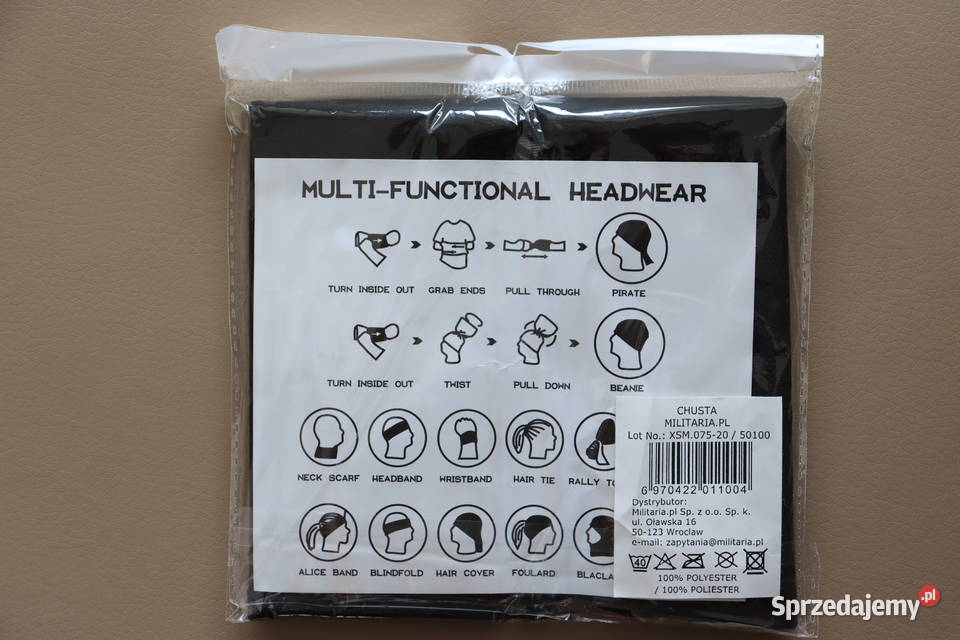 MULTI-FUNCTIONAL HEADWEAR
TURN INSIDE OUT GRAB ENDS PULL THROUGH PIRATE
TURN INSIDE OUT TWIST PULL DOWN BEANIE
NECK SCARF HEADBAND WRISTBAND HAIR TIE RALLY
ALICE BAND BLINDFOLD HAIR COVER FOULARD
CHUSTA
MILITARIA.PL
Lot No.: XSM.075-20 / 50100
6 970422 011004
Dystrybutor:
Militaria.pl Sp. z o.o. Sp. k.
ul. Oławska 16
50-123 Wrocław
e-mail: zapytania@militaria.pl
40
100% POLYESTER
/ 100% POLIESTER
Sprzedajemy.pl